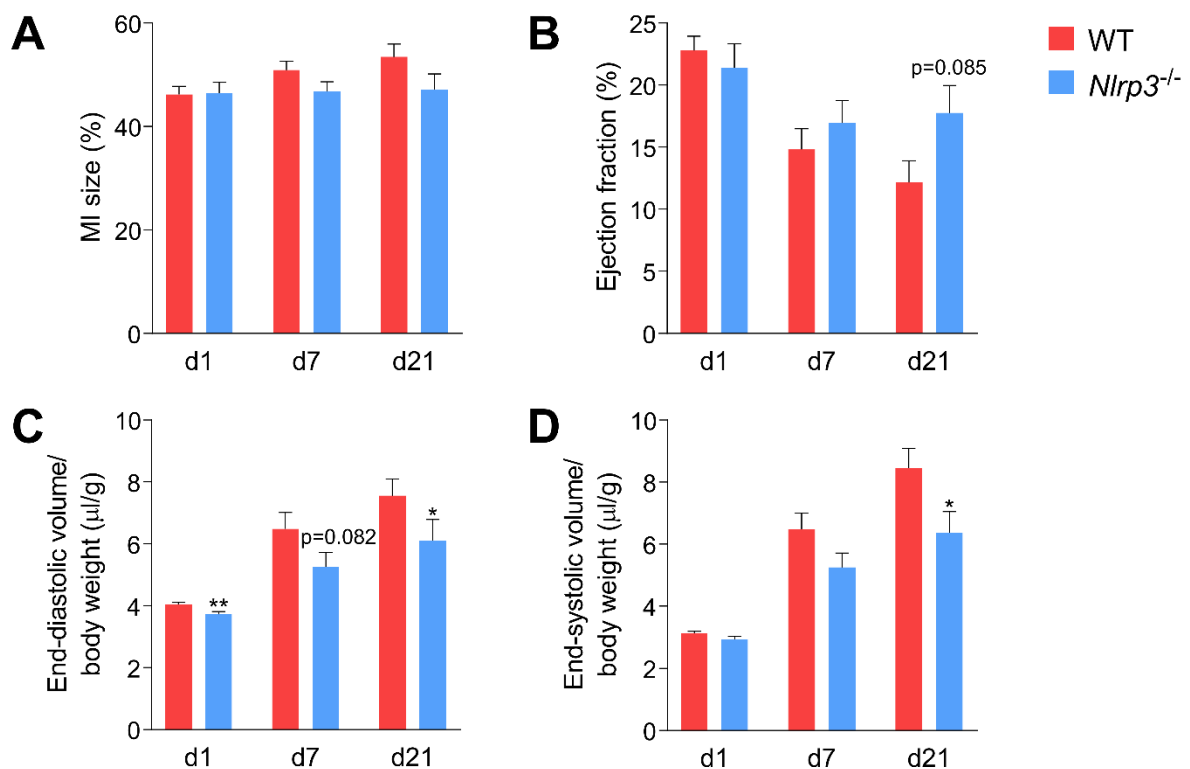 A
MI size (%)
60
40
20
0
d1 d7 d21
B
Ejection fraction (%)
25
20
15
10
5
0
p=0.085
d1 d7 d21
WT
Nlrp3-/-
C
End-diastolic volume/
body weight (μl/g)
10
8
6
4
2
0
**
p=0.082
*
d1 d7 d21
D
End-systolic volume/
body weight (μl/g)
10
8
6
4
2
0
*
d1 d7 d21